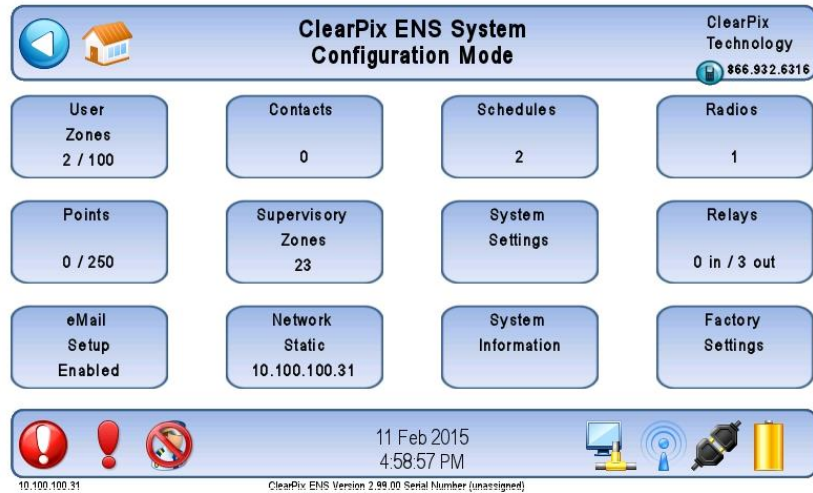 ClearPix ENS System
Configuration Mode
ClearPix
Technology
866.932.6316
User
Zones
2 / 100
Contacts
0
Schedules
2
Radios
1
Points
0 / 250
Supervisory
Zones
23
System
Settings
Relays
0 in / 3 out
eMail
Setup
Enabled
Network
Static
10.100.100.31
System
Information
Factory
Settings
11 Feb 2015
4:58:57 PM
10.100.100.31
ClearPix ENS Version 2.99.00 Serial Number (unassigned)